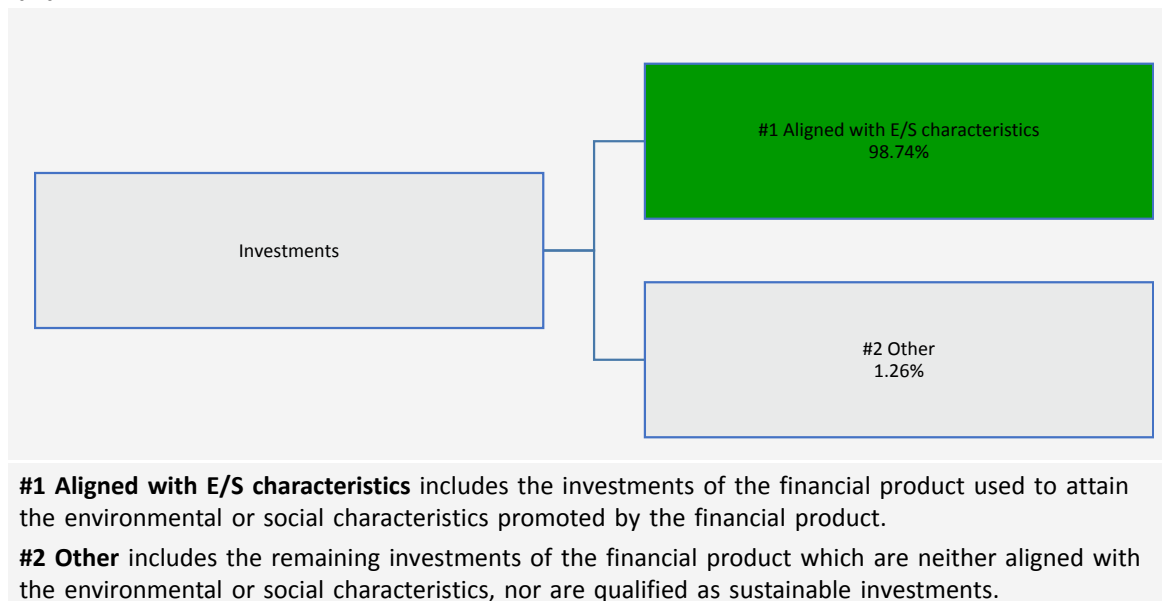 #1 Aligned with E/S characteristics
98.74%
Investments
#2 Other
1.26%
#1 Aligned with E/S characteristics includes the investments of the financial product used to attain
the environmental or social characteristics promoted by the financial product.
#2 Other includes the remaining investments of the financial product which are neither aligned with
the environmental or social characteristics, nor are qualified as sustainable investments.